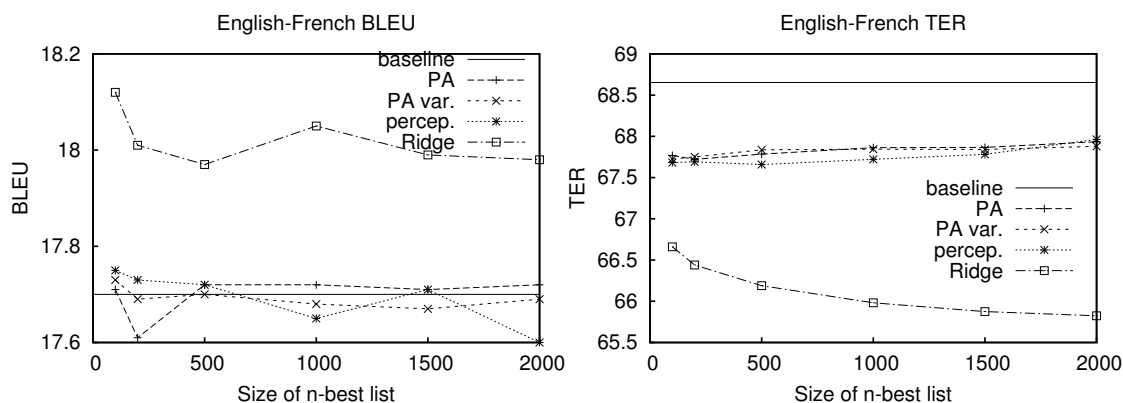 English-French BLEU
18.2
18
17.8
17.6
BLEU
baseline
PA
PA var.
percep.
Ridge
0
500
1000
1500
2000
Size of n-best list
English-French TER
69
68.5
68
67.5
67
66.5
66
65.5
TER
baseline
PA
PA var.
percep.
Ridge
0
500
1000
1500
2000
Size of n-best list